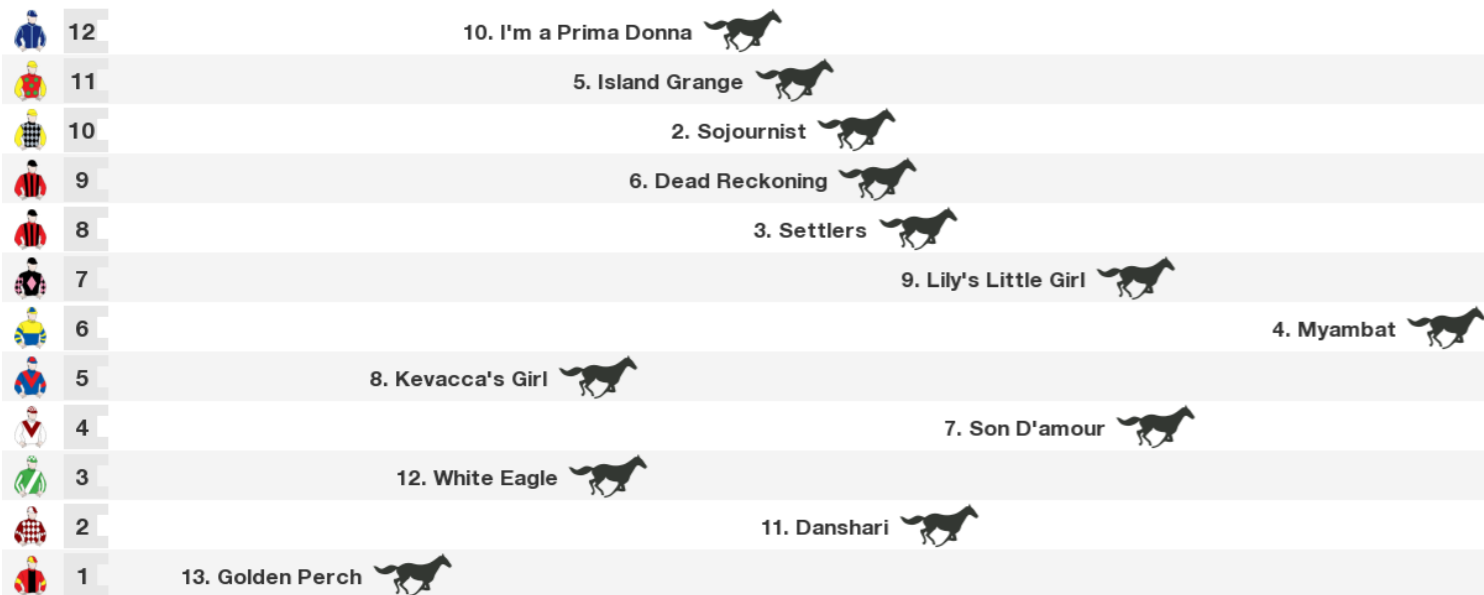 12 10. I'm a Prima Donna
11 5. Island Grange
10 2. Sojournist
9 6. Dead Reckoning
8 3. Settlers
7 9. Lily's Little Girl
6 4. Myambat
5 8. Kevacca's Girl
4 7. Son D'amour
3 12. White Eagle
2 11. Danshari
1 13. Golden Perch